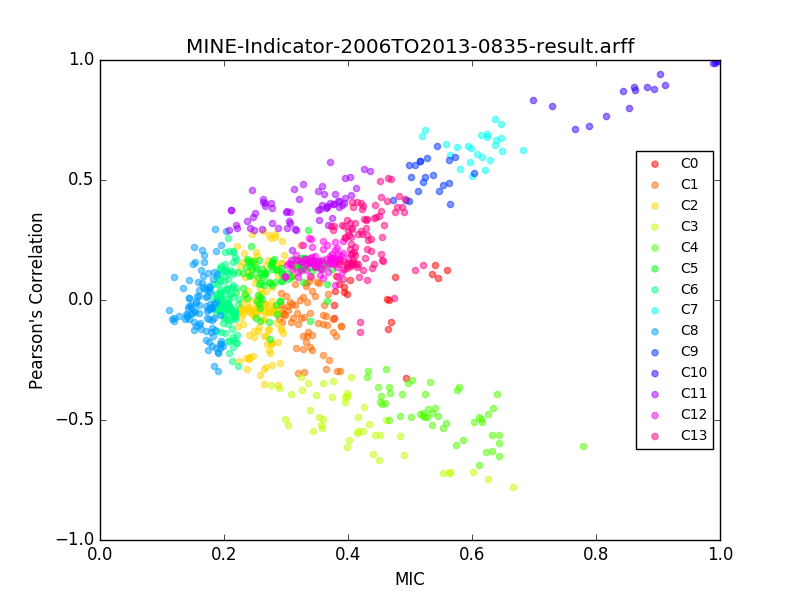 MINE-Indicator-2006TO2013-0835-result.arff
1.0
0.5
0.0
−0.5
−1.0
Pearson's Correlation
0.0 0.2 0.4 0.6 0.8 1.0
MIC
C0
C1
C2
C3
C4
C5
C6
C7
C8
C9
C10
C11
C12
C13